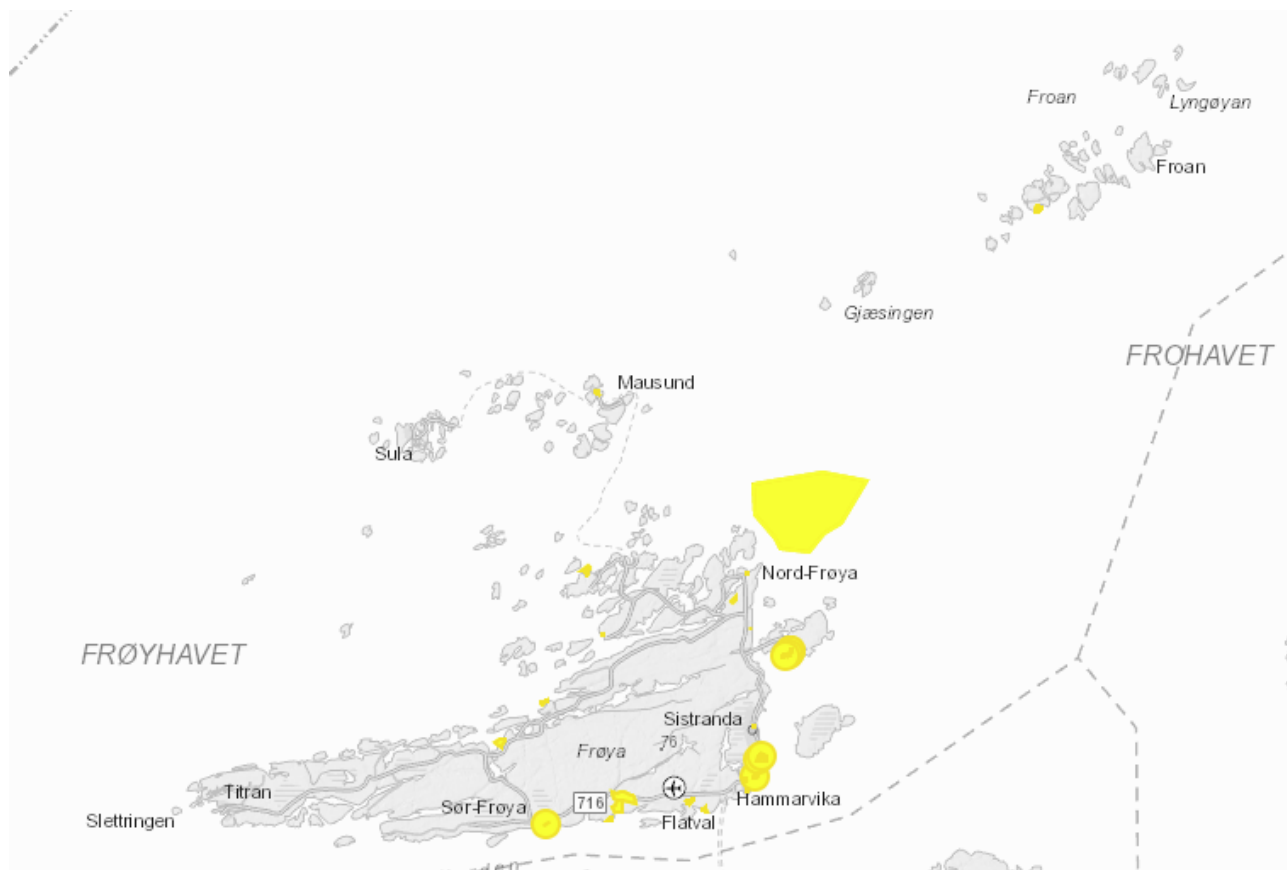 Froan
Lyngøyan
Froan
Gjæsingen
FROHAVET
Mausund
Sula
Nord-Frøya
FRØYHAVET
Sistranda
76
Frøya
Titran
Hammarvika
Sør-Frøya
716
Slettringen
Flatval